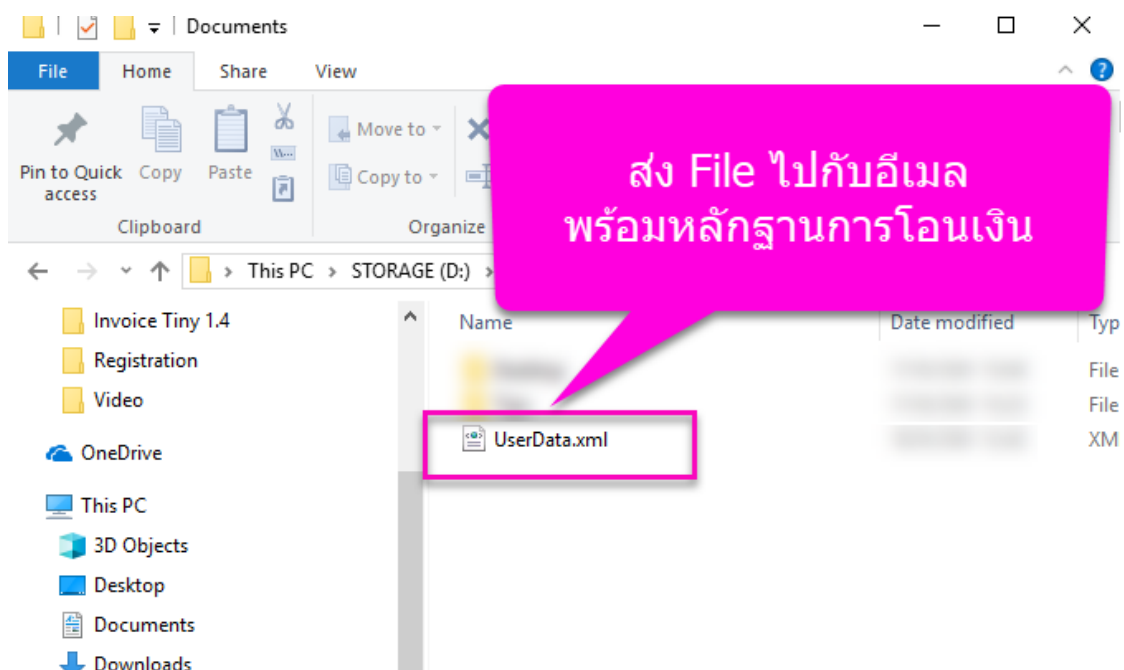 Documents
File Home Share View
Move to
Copy to
Pin to Quick access Copy Paste
Clipboard Organize
ส่ง File ไปกับอีเมล
พร้อมหลักฐานการโอนเงิน
This PC > STORAGE (D:) >
Invoice Tiny 1.4
Registration
Video
OneDrive
This PC
3D Objects
Desktop
Documents
Downloads
Name Date modified Typ
File
File
UserData.xml XM